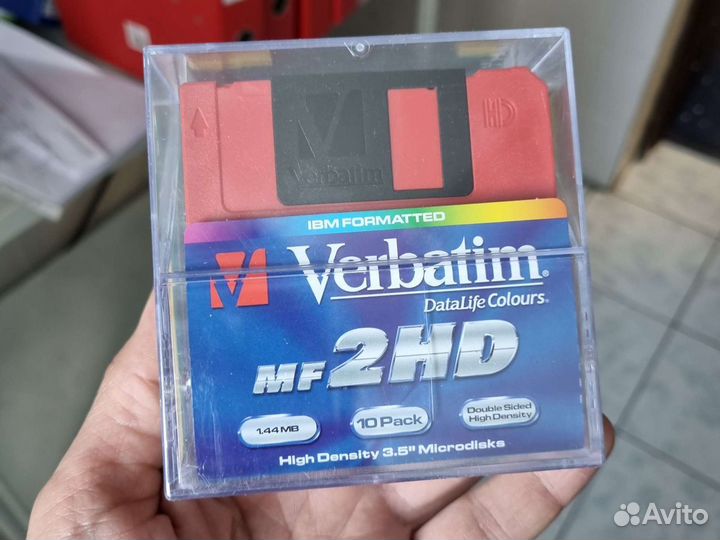 HD
Verbatim
IBM FORMATTED
Verbatim®
DataLife Colours®
MF 2HD
1.44 MB
10 Pack
Double Sided
High Density
High Density 3.5" Microdisks
Avito